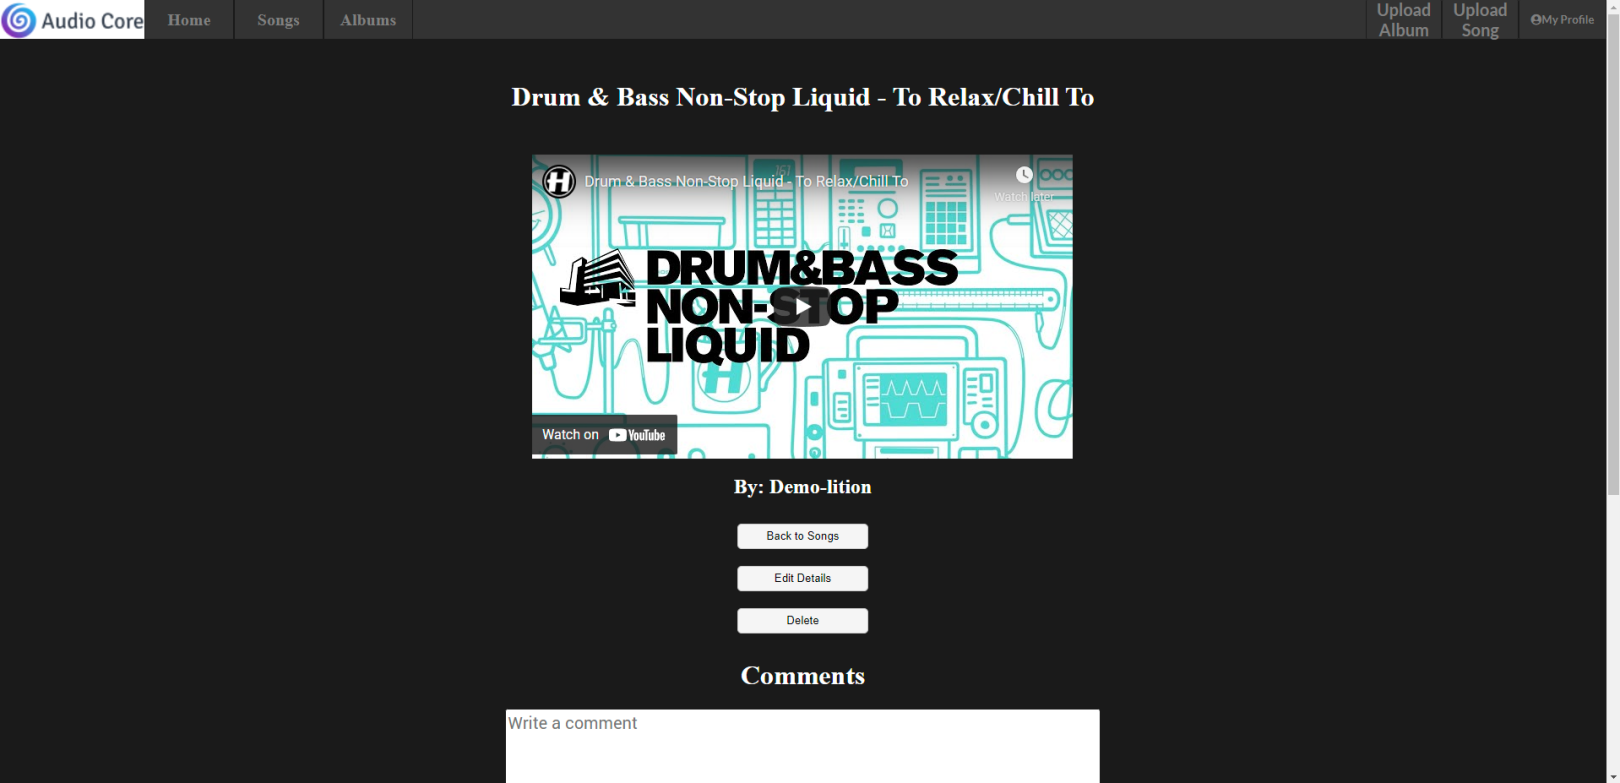 Audio Core
Home
Songs
Albums
Upload
Album
Upload
Song
My Profile
Drum & Bass Non-Stop Liquid - To Relax/Chill To
H
Drum & Bass Non-Stop Liquid - To Relax/Chill To
161
Watch later
DRUM&BASS
NON-STOP
LIQUID
H
Watch on YouTube
By: Demo-lition
Back to Songs
Edit Details
Delete
Comments
Write a comment